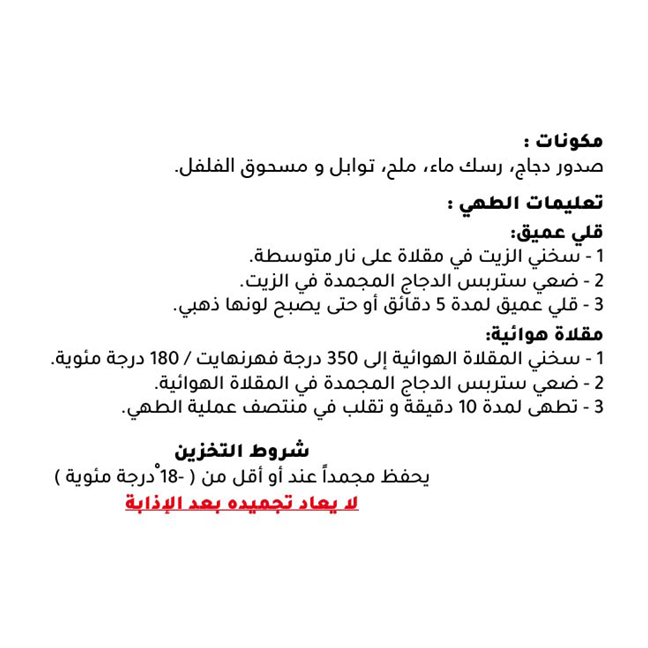 مكونات :
صدور دجاج، رسك ماء، ملح، توابل و مسحوق الفلفل.
تعليمات الطهي :
قلي عميق:
1 - سخني الزيت في مقلاة على نار متوسطة.
2 - ضعي ستربس الدجاج المجمدة في الزيت.
3 - قلي عميق لمدة 5 دقائق أو حتى يصبح لونها ذهبي.
مقلاة هوائية:
1 - سخني المقلاة الهوائية إلى 350 درجة فهرنهايت / 180 درجة مئوية.
2 - ضعي ستربس الدجاج المجمدة في المقلاة الهوائية.
3 - تطهى لمدة 10 دقيقة و تقلب في منتصف عملية الطهي.
شروط التخزين
يحفظ مجمداً عند أو أقل من ( -18 ْدرجة مئوية )
لا يعاد تجميده بعد الإذابة